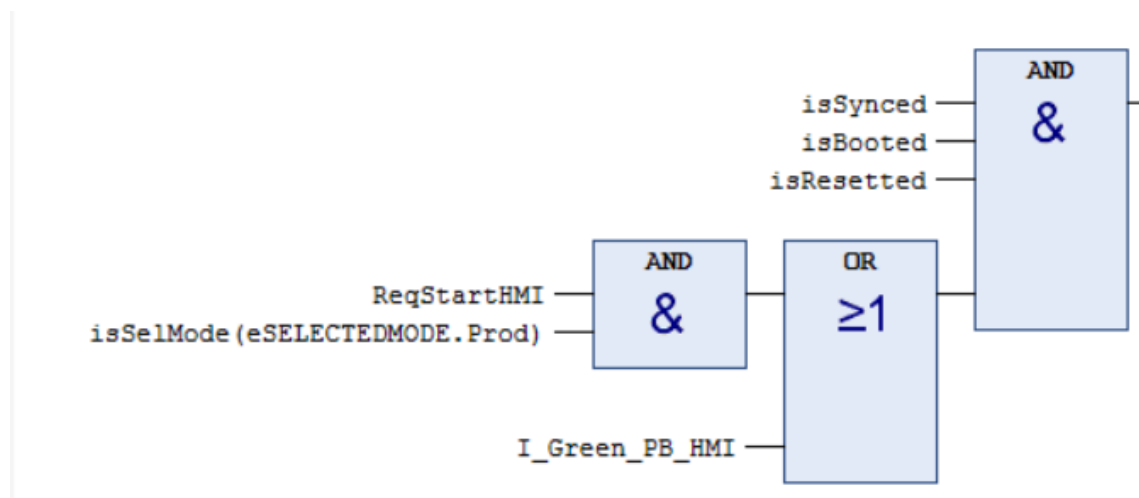 AND
isSynced
&
isBooted
isResetted
AND
OR
ReqStartHMI
&
≥1
isSelMode(eSELECTEDMODE.Prod)
I_Green_PB_HMI